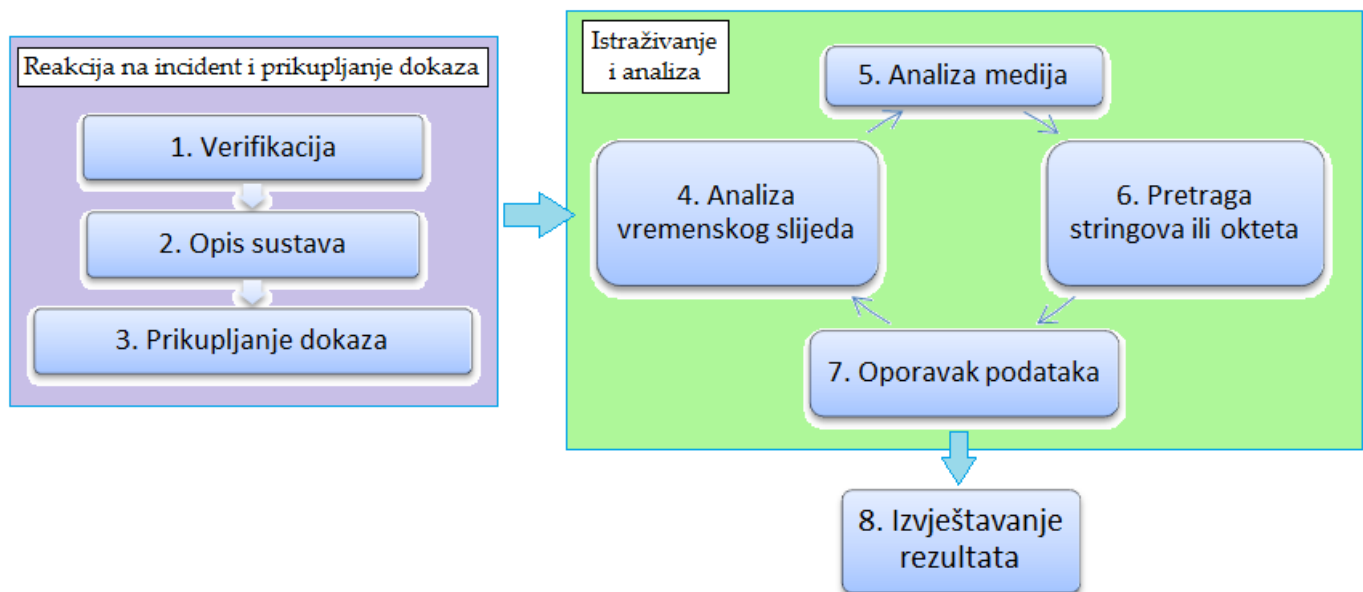 Reakcija na incident i prikupljanje dokaza
1. Verifikacija
2. Opis sustava
3. Prikupljanje dokaza
Istraživanje
i analiza
4. Analiza
vremenskog slijeda
5. Analiza medija
6. Pretraga
stringova ili okteta
7. Oporavak podataka
8. Izvještavanje
rezultata